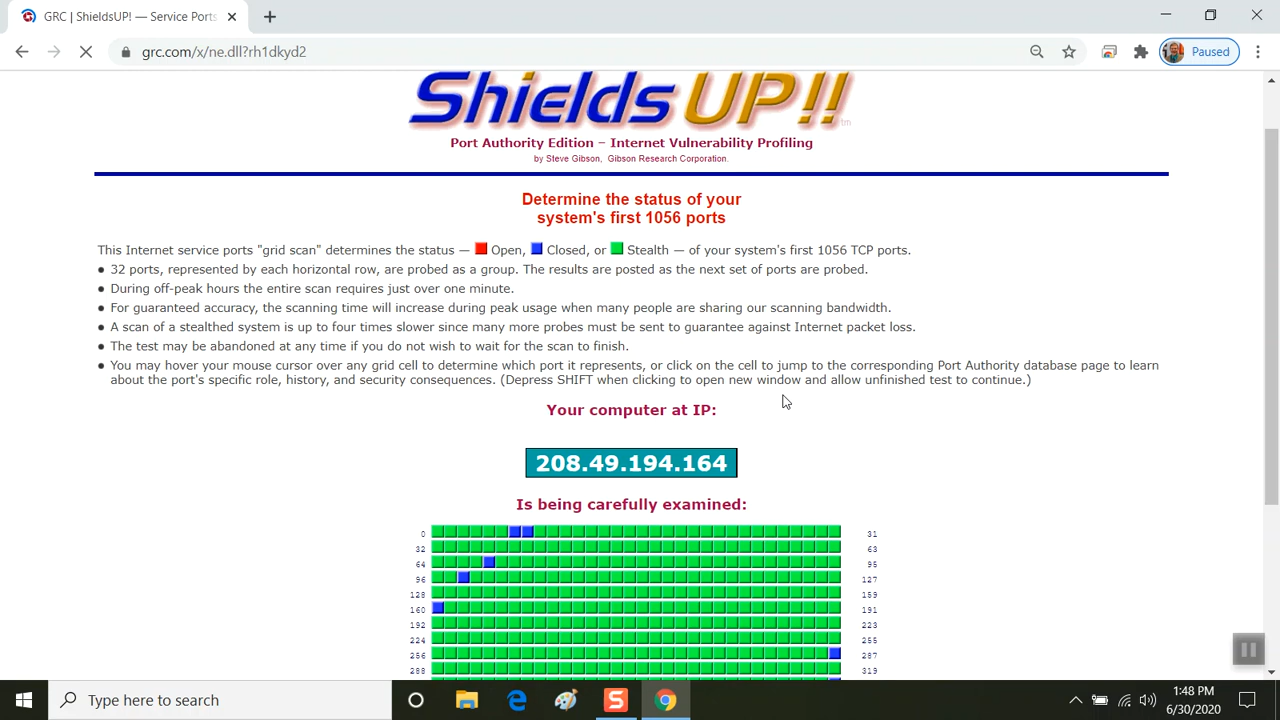 GRC | ShieldsUP! — Service Ports
grc.com/x/ne.dll?rh1dkyd2
Paused
ShieldsUP!!
tm
Port Authority Edition – Internet Vulnerability Profiling
by Steve Gibson, Gibson Research Corporation.
Determine the status of your
system's first 1056 ports
This Internet service ports "grid scan" determines the status — Open, Closed, or Stealth — of your system's first 1056 TCP ports.
• 32 ports, represented by each horizontal row, are probed as a group. The results are posted as the next set of ports are probed.
• During off-peak hours the entire scan requires just over one minute.
• For guaranteed accuracy, the scanning time will increase during peak usage when many people are sharing our scanning bandwidth.
• A scan of a stealthed system is up to four times slower since many more probes must be sent to guarantee against Internet packet loss.
• The test may be abandoned at any time if you do not wish to wait for the scan to finish.
• You may hover your mouse cursor over any grid cell to determine which port it represents, or click on the cell to jump to the corresponding Port Authority database page to learn
about the port's specific role, history, and security consequences. (Depress SHIFT when clicking to open new window and allow unfinished test to continue.)
Your computer at IP:
208.49.194.164
Is being carefully examined:
0 31
32 63
64 95
96 127
128 159
160 191
192 223
224 255
256 287
288 319
Type here to search
1:48 PM
6/30/2020